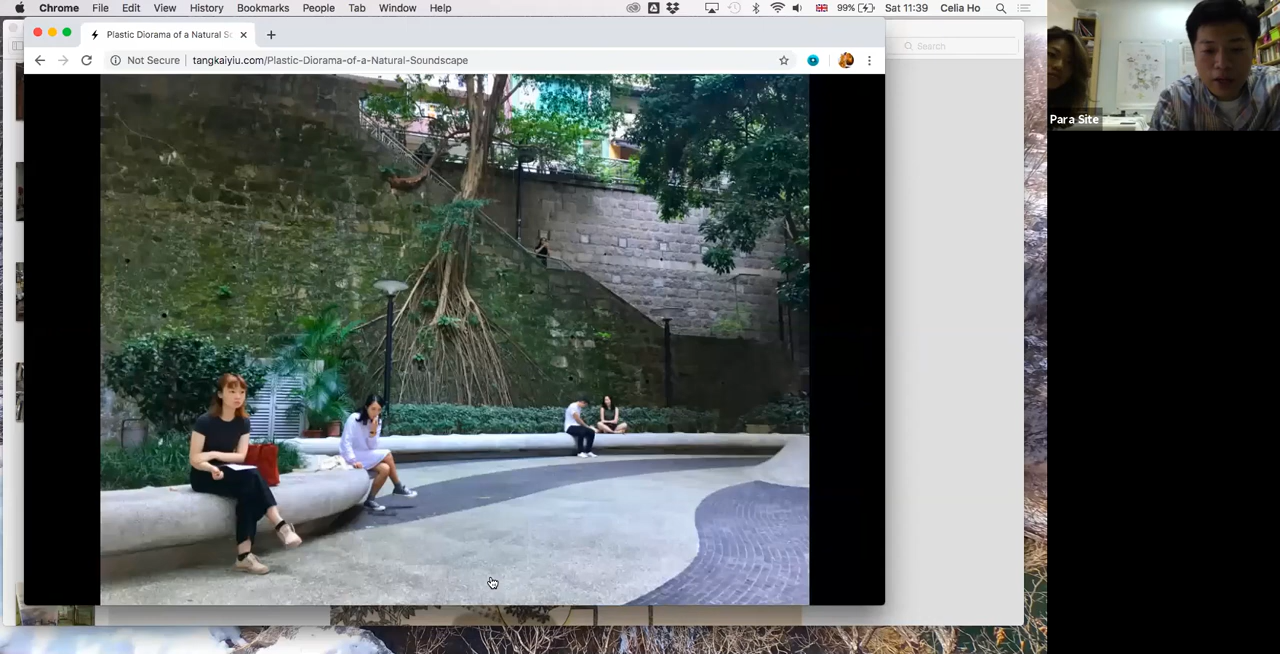 Chrome File Edit View History Bookmarks People Tab Window Help 99% Sat 11:39 Celia Ho
Plastic Diorama of a Natural So
Not Secure tangkaiyiu.com/Plastic-Diorama-of-a-Natural-Soundscape
Search
Para Site